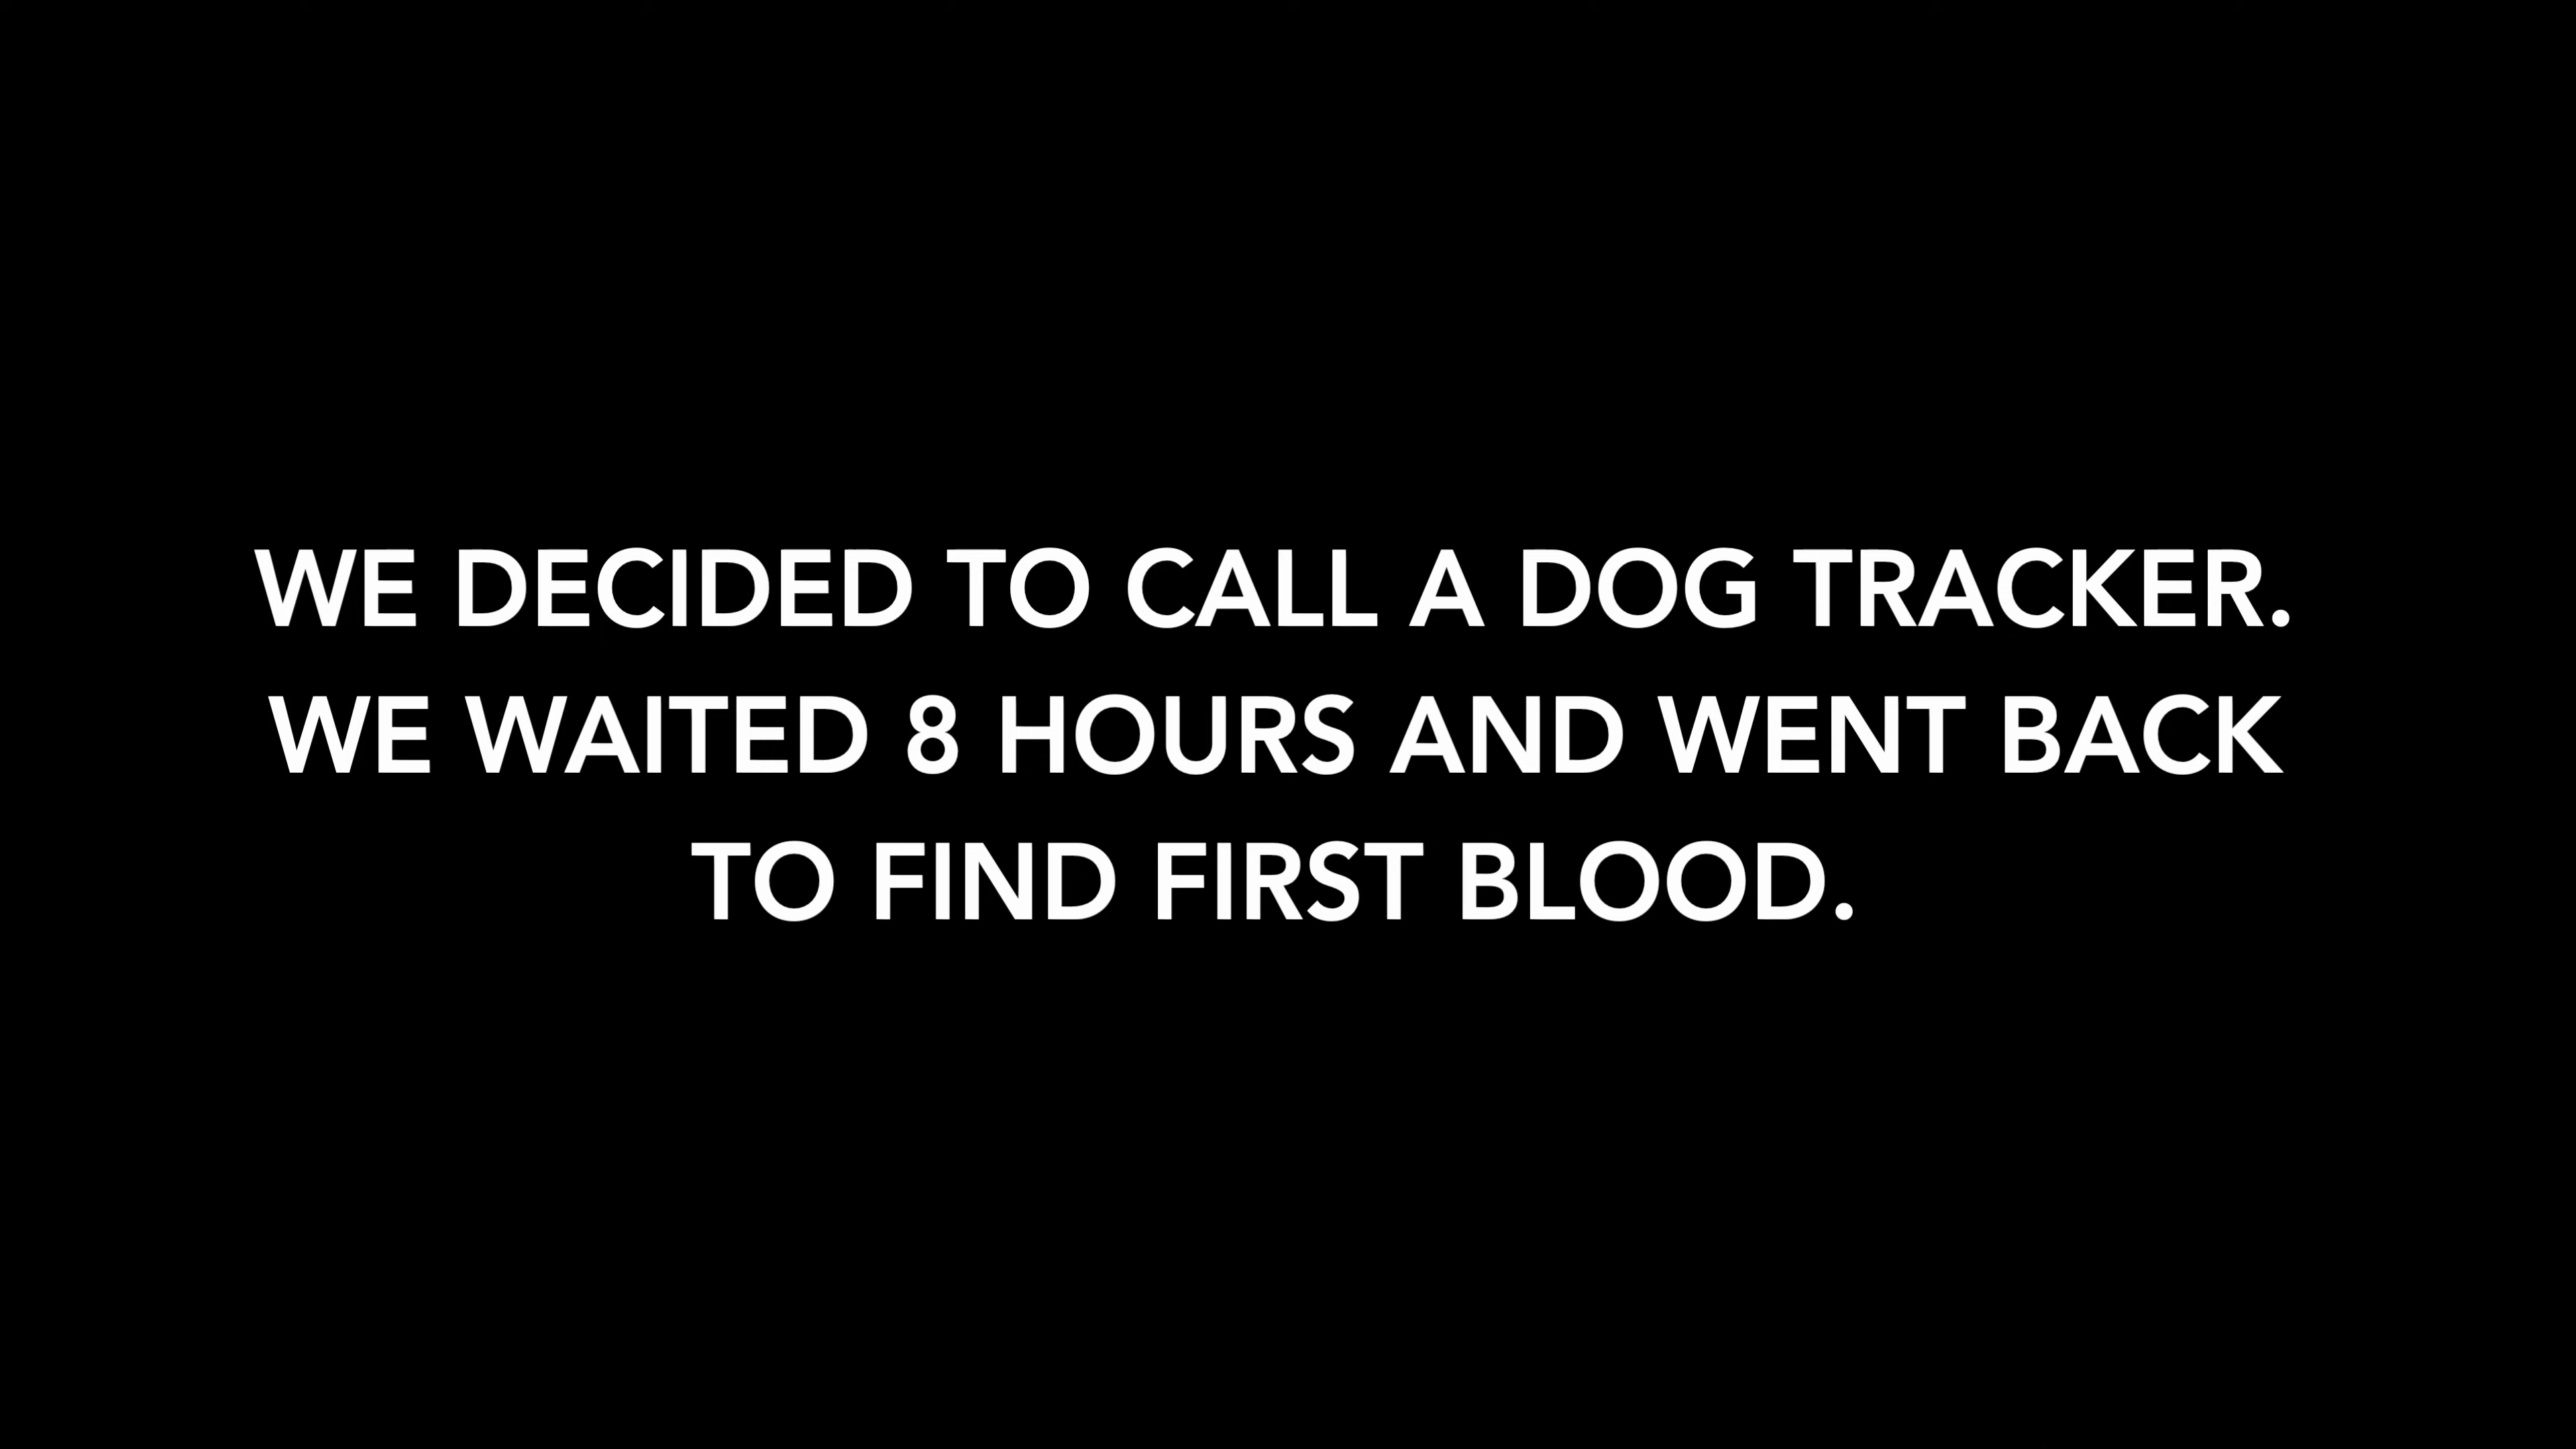 WE DECIDED TO CALL A DOG TRACKER.
WE WAITED 8 HOURS AND WENT BACK
TO FIND FIRST BLOOD.